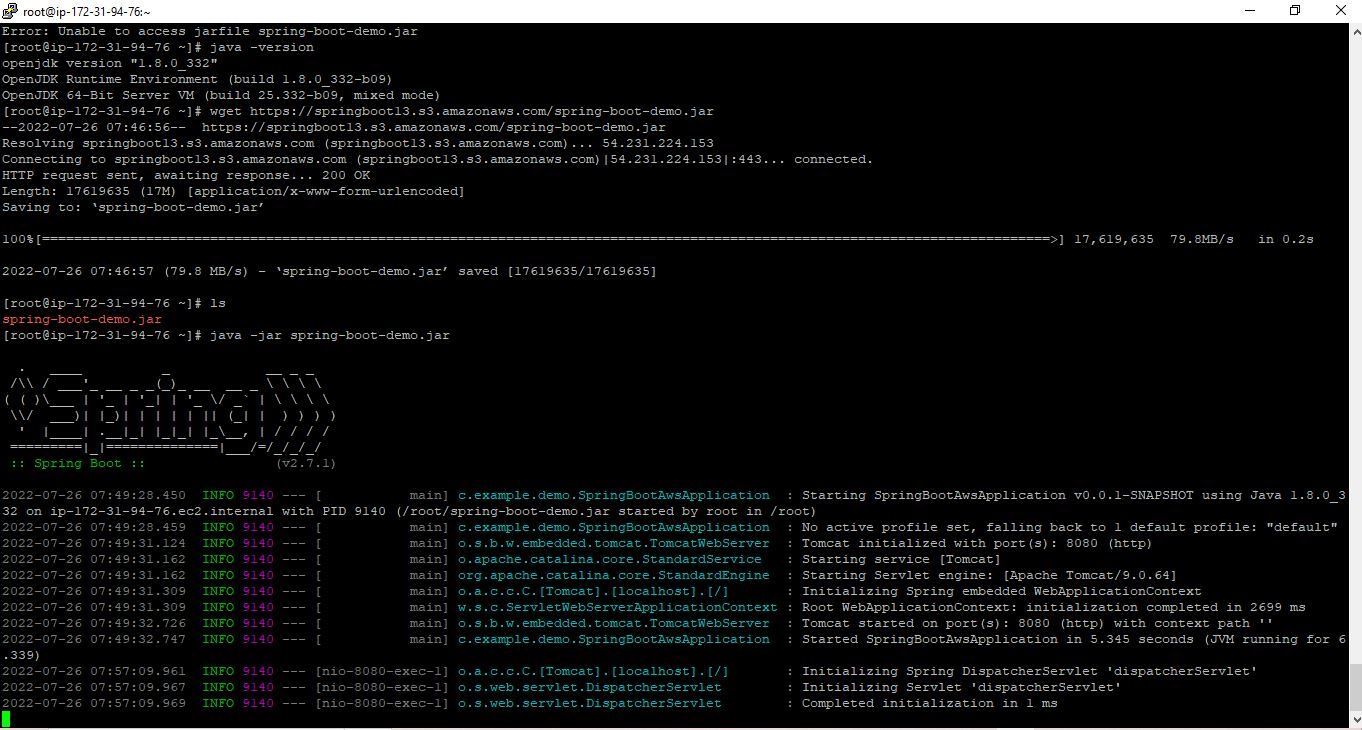 root@ip-172-31-94-76:~
Error: Unable to access jarfile spring-boot-demo.jar
[root@ip-172-31-94-76 ~]# java -version
openjdk version "1.8.0_332"
OpenJDK Runtime Environment (build 1.8.0_332-b09)
OpenJDK 64-Bit Server VM (build 25.332-b09, mixed mode)
[root@ip-172-31-94-76 ~]# wget https://springboot13.s3.amazonaws.com/spring-boot-demo.jar
--2022-07-26 07:46:56--  https://springboot13.s3.amazonaws.com/spring-boot-demo.jar
Resolving springboot13.s3.amazonaws.com (springboot13.s3.amazonaws.com)... 54.231.224.153
Connecting to springboot13.s3.amazonaws.com (springboot13.s3.amazonaws.com)|54.231.224.153|:443... connected.
HTTP request sent, awaiting response... 200 OK
Length: 17619635 (17M) [application/x-www-form-urlencoded]
Saving to: ‘spring-boot-demo.jar’
100%[==============================================================================================================================>] 17,619,635  79.8MB/s   in 0.2s
2022-07-26 07:46:57 (79.8 MB/s) - ‘spring-boot-demo.jar’ saved [17619635/17619635]
[root@ip-172-31-94-76 ~]# ls
spring-boot-demo.jar
[root@ip-172-31-94-76 ~]# java -jar spring-boot-demo.jar
  .   ____          _            __ _ _
 /\\ / ___'_ __ _ _(_)_ __  __ _ \ \ \ \
( ( )\___ | '_ | '_| | '_ \/ _` | \ \ \ \
 \\/  ___)| |_)| | | | | || (_| |  ) ) ) )
  '  |____| .__|_| |_|_| |_\__, | / / / /
 =========|_|==============|___/=/_/_/_/
 :: Spring Boot ::                (v2.7.1)
2022-07-26 07:49:28.450  INFO 9140 --- [           main] c.example.demo.SpringBootAwsApplication  : Starting SpringBootAwsApplication v0.0.1-SNAPSHOT using Java 1.8.0_3
32 on ip-172-31-94-76.ec2.internal with PID 9140 (/root/spring-boot-demo.jar started by root in /root)
2022-07-26 07:49:28.459  INFO 9140 --- [           main] c.example.demo.SpringBootAwsApplication  : No active profile set, falling back to 1 default profile: "default"
2022-07-26 07:49:31.124  INFO 9140 --- [           main] o.s.b.w.embedded.tomcat.TomcatWebServer  : Tomcat initialized with port(s): 8080 (http)
2022-07-26 07:49:31.162  INFO 9140 --- [           main] o.apache.catalina.core.StandardService   : Starting service [Tomcat]
2022-07-26 07:49:31.162  INFO 9140 --- [           main] org.apache.catalina.core.StandardEngine  : Starting Servlet engine: [Apache Tomcat/9.0.64]
2022-07-26 07:49:31.309  INFO 9140 --- [           main] o.a.c.c.C.[Tomcat].[localhost].[/]       : Initializing Spring embedded WebApplicationContext
2022-07-26 07:49:31.309  INFO 9140 --- [           main] w.s.c.ServletWebServerApplicationContext : Root WebApplicationContext: initialization completed in 2699 ms
2022-07-26 07:49:32.726  INFO 9140 --- [           main] o.s.b.w.embedded.tomcat.TomcatWebServer  : Tomcat started on port(s): 8080 (http) with context path ''
2022-07-26 07:49:32.747  INFO 9140 --- [           main] c.example.demo.SpringBootAwsApplication  : Started SpringBootAwsApplication in 5.345 seconds (JVM running for 6
.339)
2022-07-26 07:57:09.961  INFO 9140 --- [nio-8080-exec-1] o.a.c.c.C.[Tomcat].[localhost].[/]       : Initializing Spring DispatcherServlet 'dispatcherServlet'
2022-07-26 07:57:09.967  INFO 9140 --- [nio-8080-exec-1] o.s.web.servlet.DispatcherServlet        : Initializing Servlet 'dispatcherServlet'
2022-07-26 07:57:09.969  INFO 9140 --- [nio-8080-exec-1] o.s.web.servlet.DispatcherServlet        : Completed initialization in 1 ms